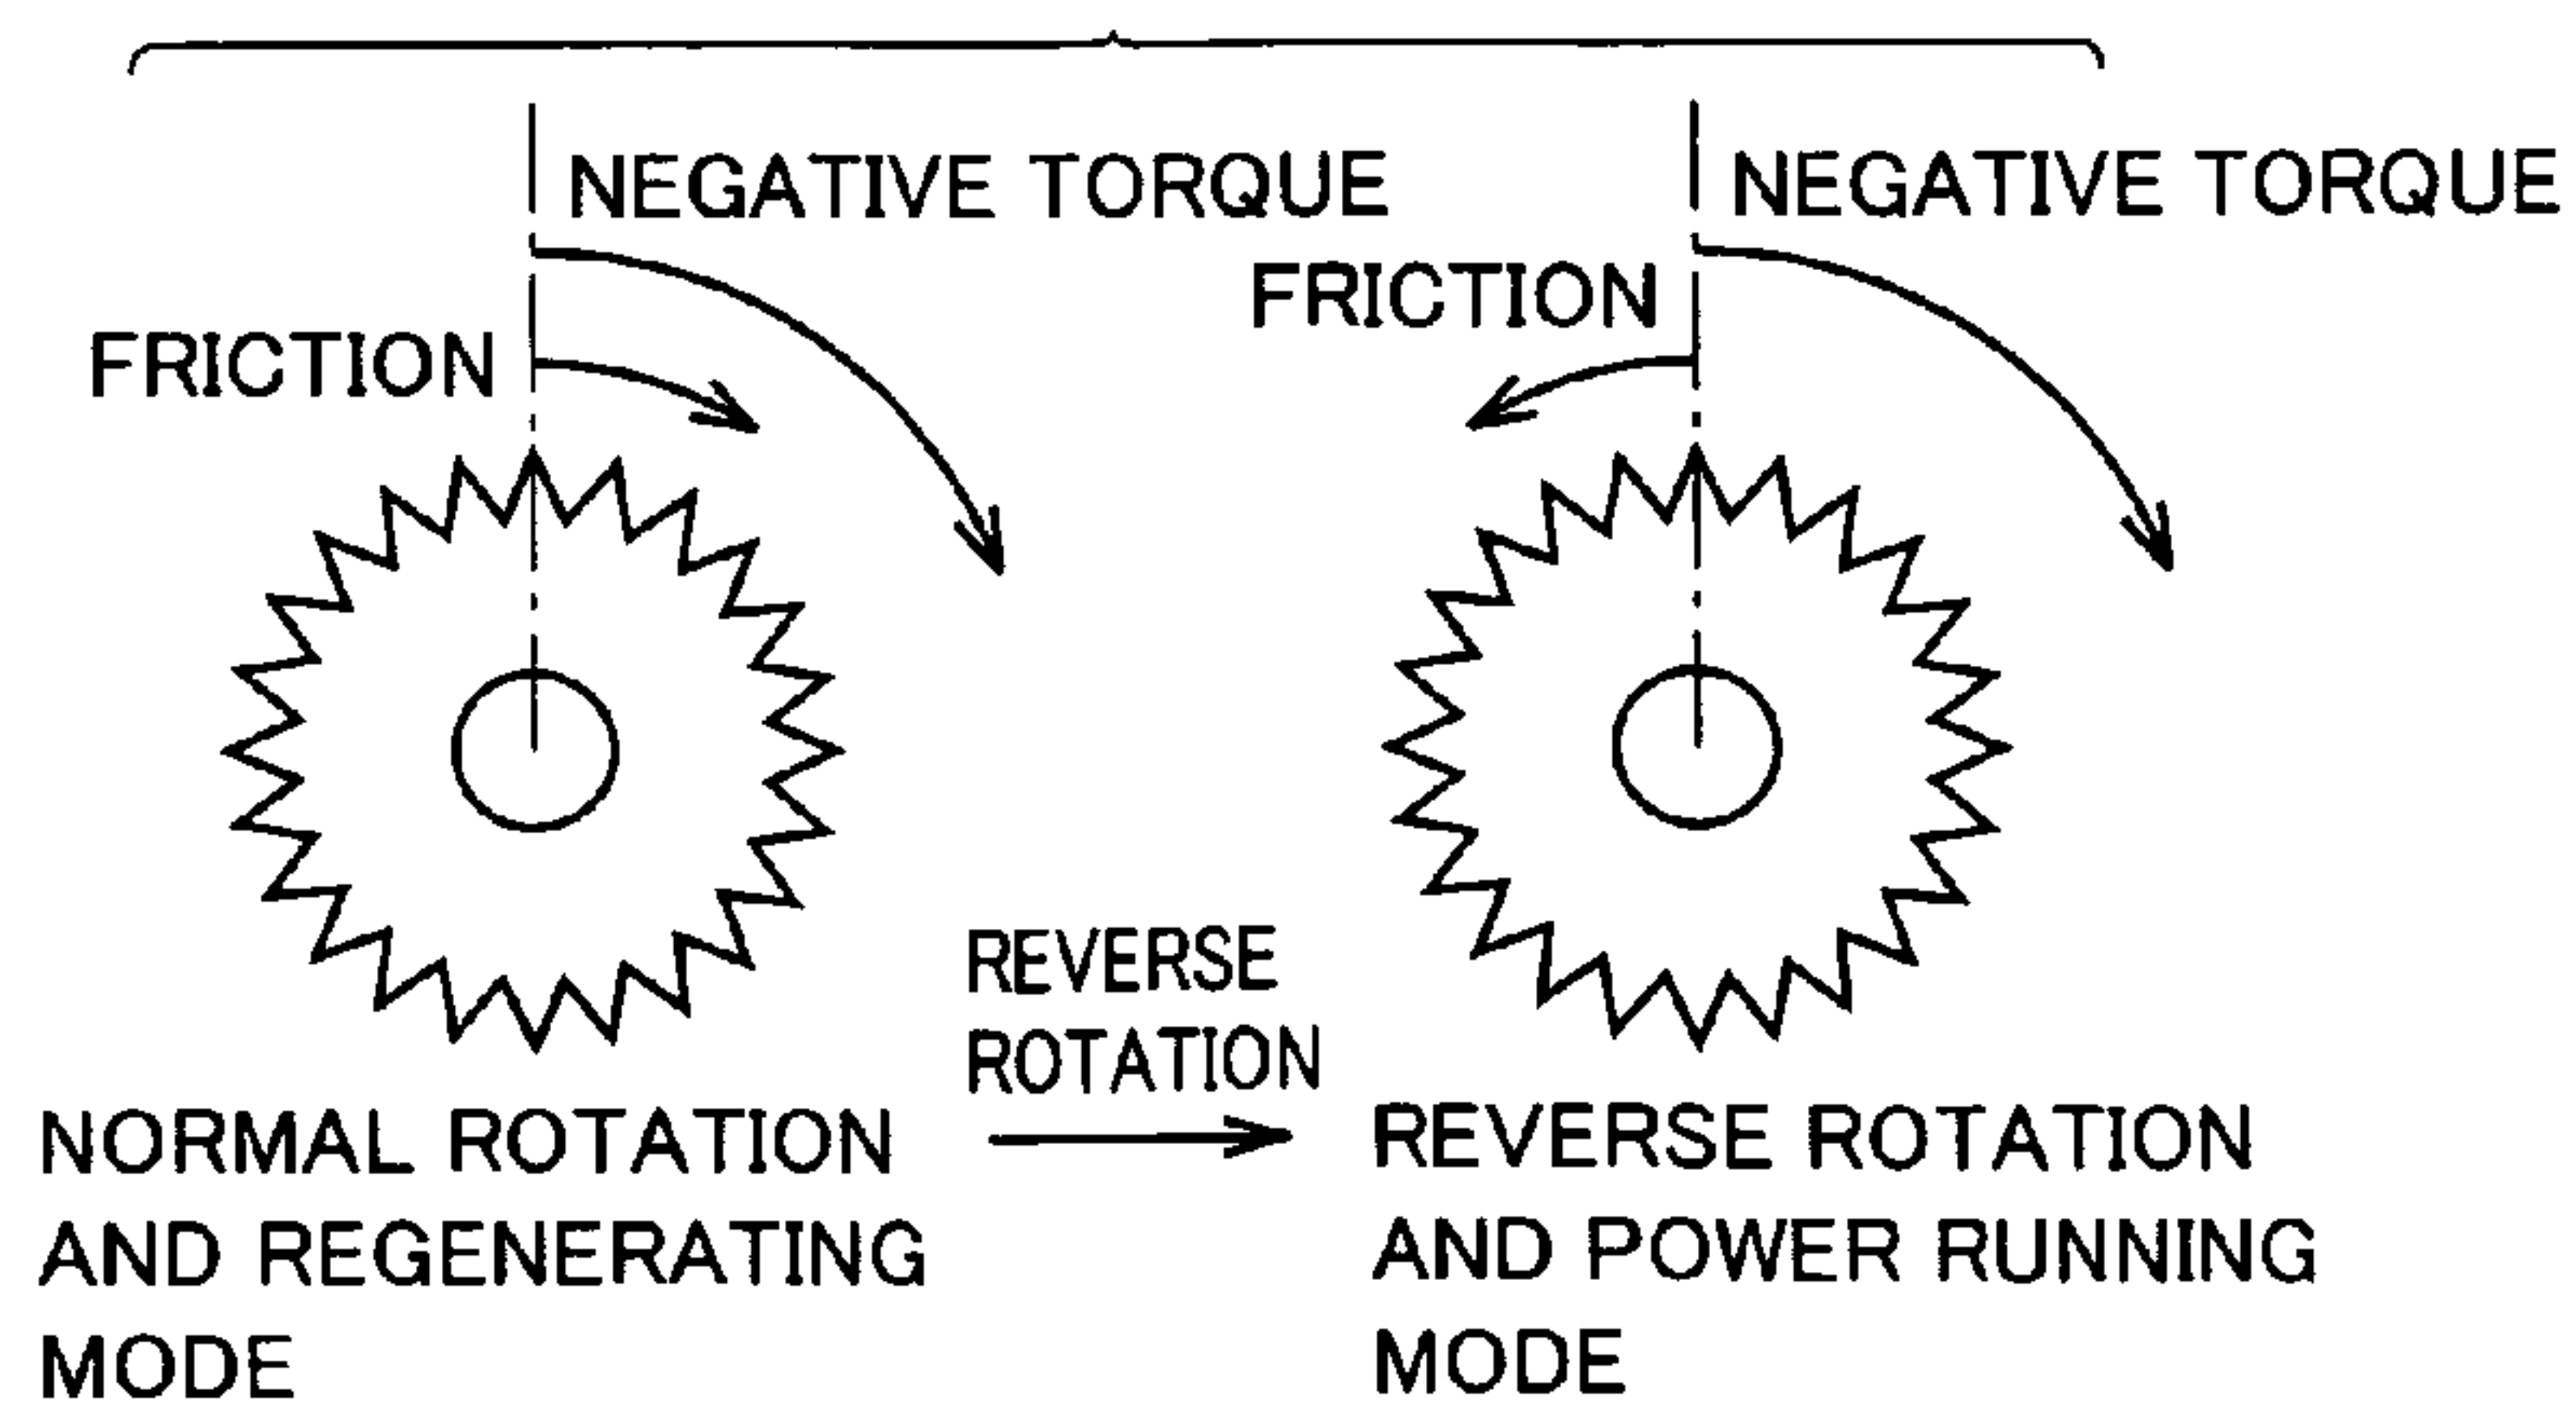 NEGATIVE TORQUE
FRICTION
NORMAL ROTATION
AND REGENERATING
MODE
REVERSE
ROTATION
NEGATIVE TORQUE
FRICTION
REVERSE ROTATION
AND POWER RUNNING
MODE